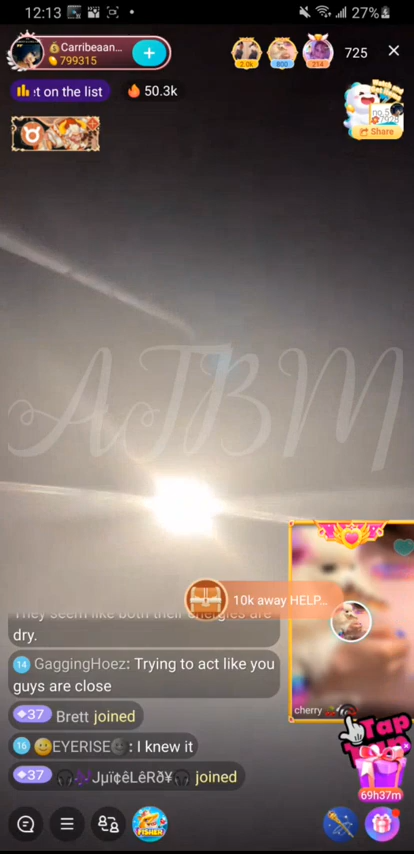 12:13
27%
💰Carribeaan...
799315
2.0k
800
214
725
t on the list
50.3k
Share
AJBM
10k away HELP...
They seem like both their energies are
dry.
14 GaggingHoez: Trying to act like you
guys are close
37 Brett joined
16 🌝EYERISE🌚: I knew it
37 🎧🎶JµïçêLêRð¥🎧 joined
cherry 🍒
Tap
FISHER
69h37m